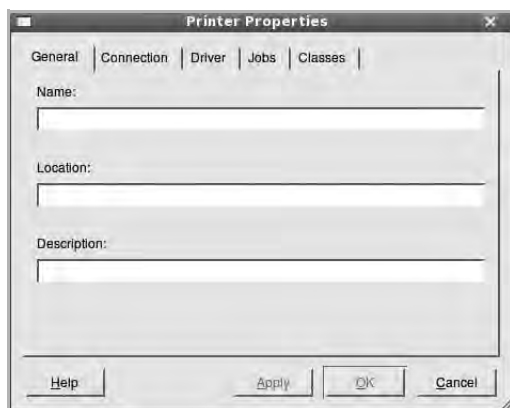 Printer Properties
General Connection Driver Jobs Classes
Name:
Location:
Description:
Help Apply OK Cancel